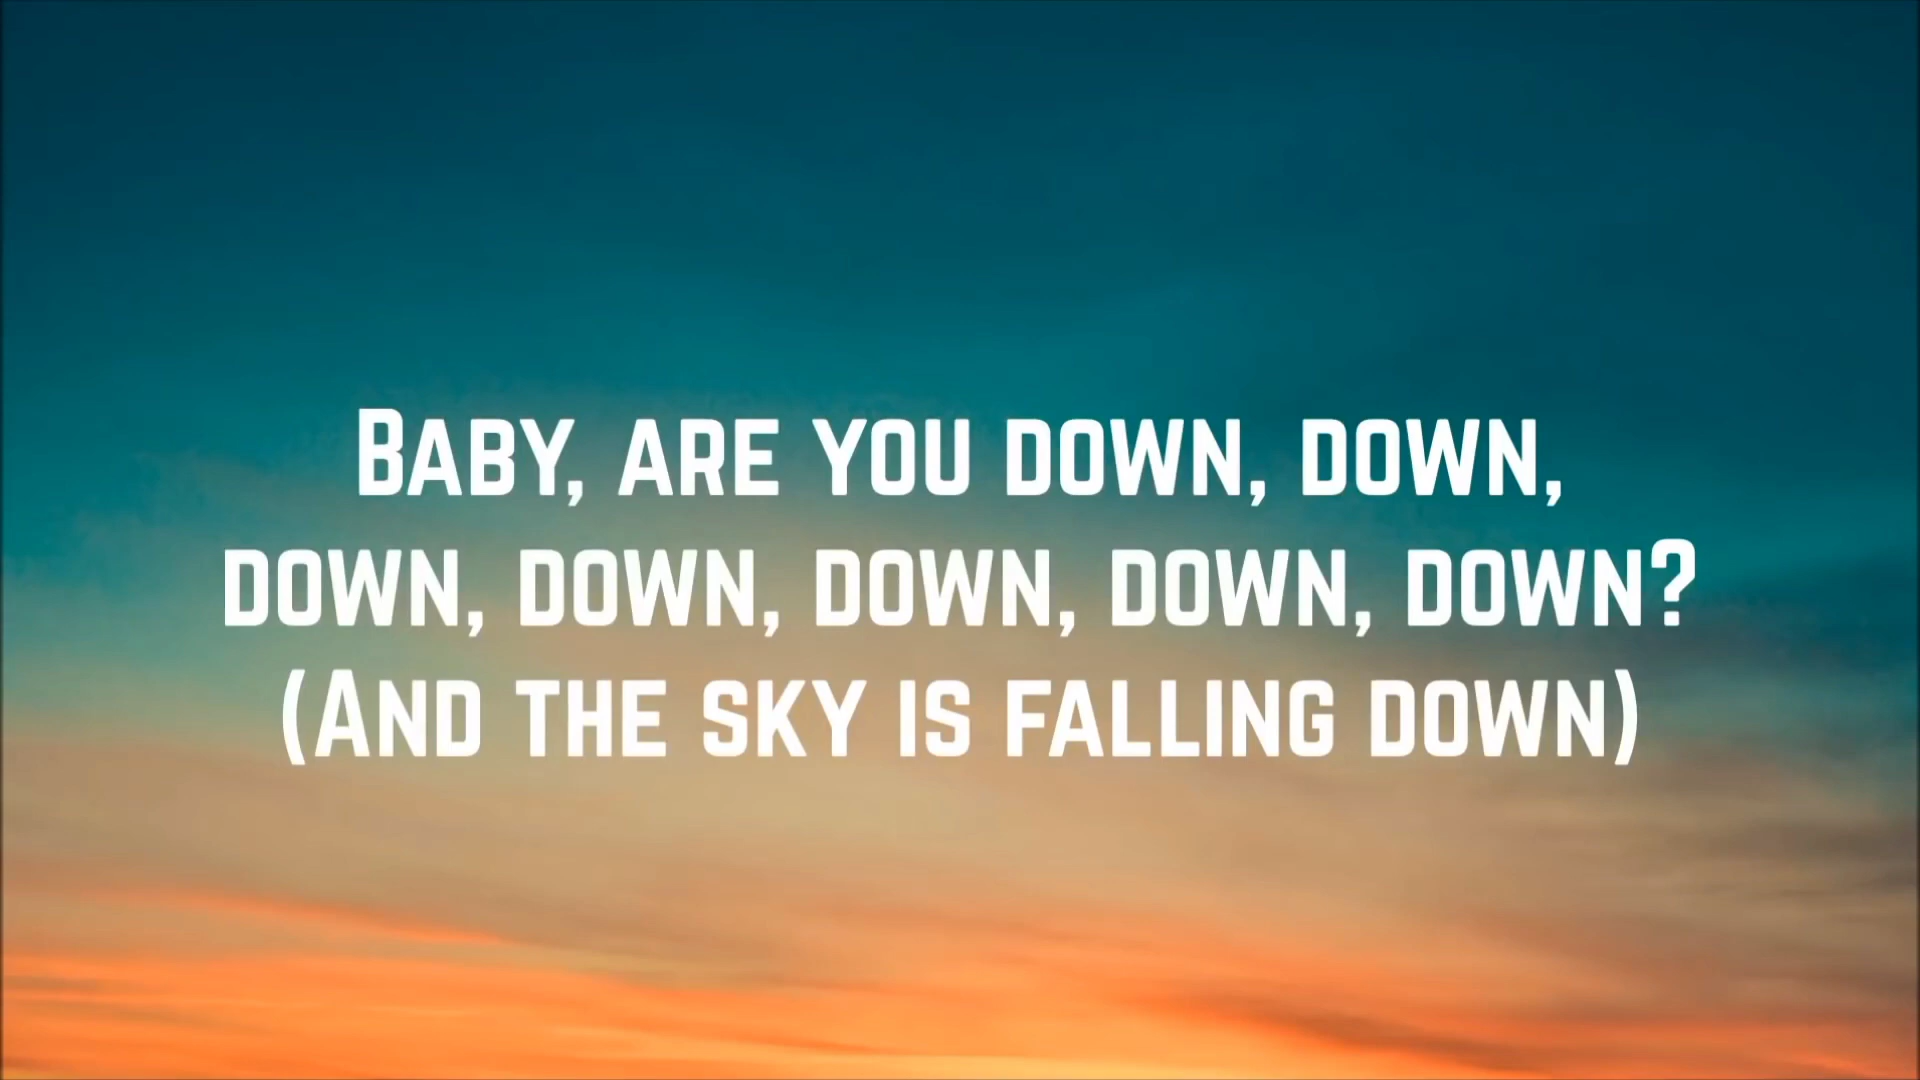 Baby, are you down, down,
down, down, down, down, down?
(And the sky is falling down)